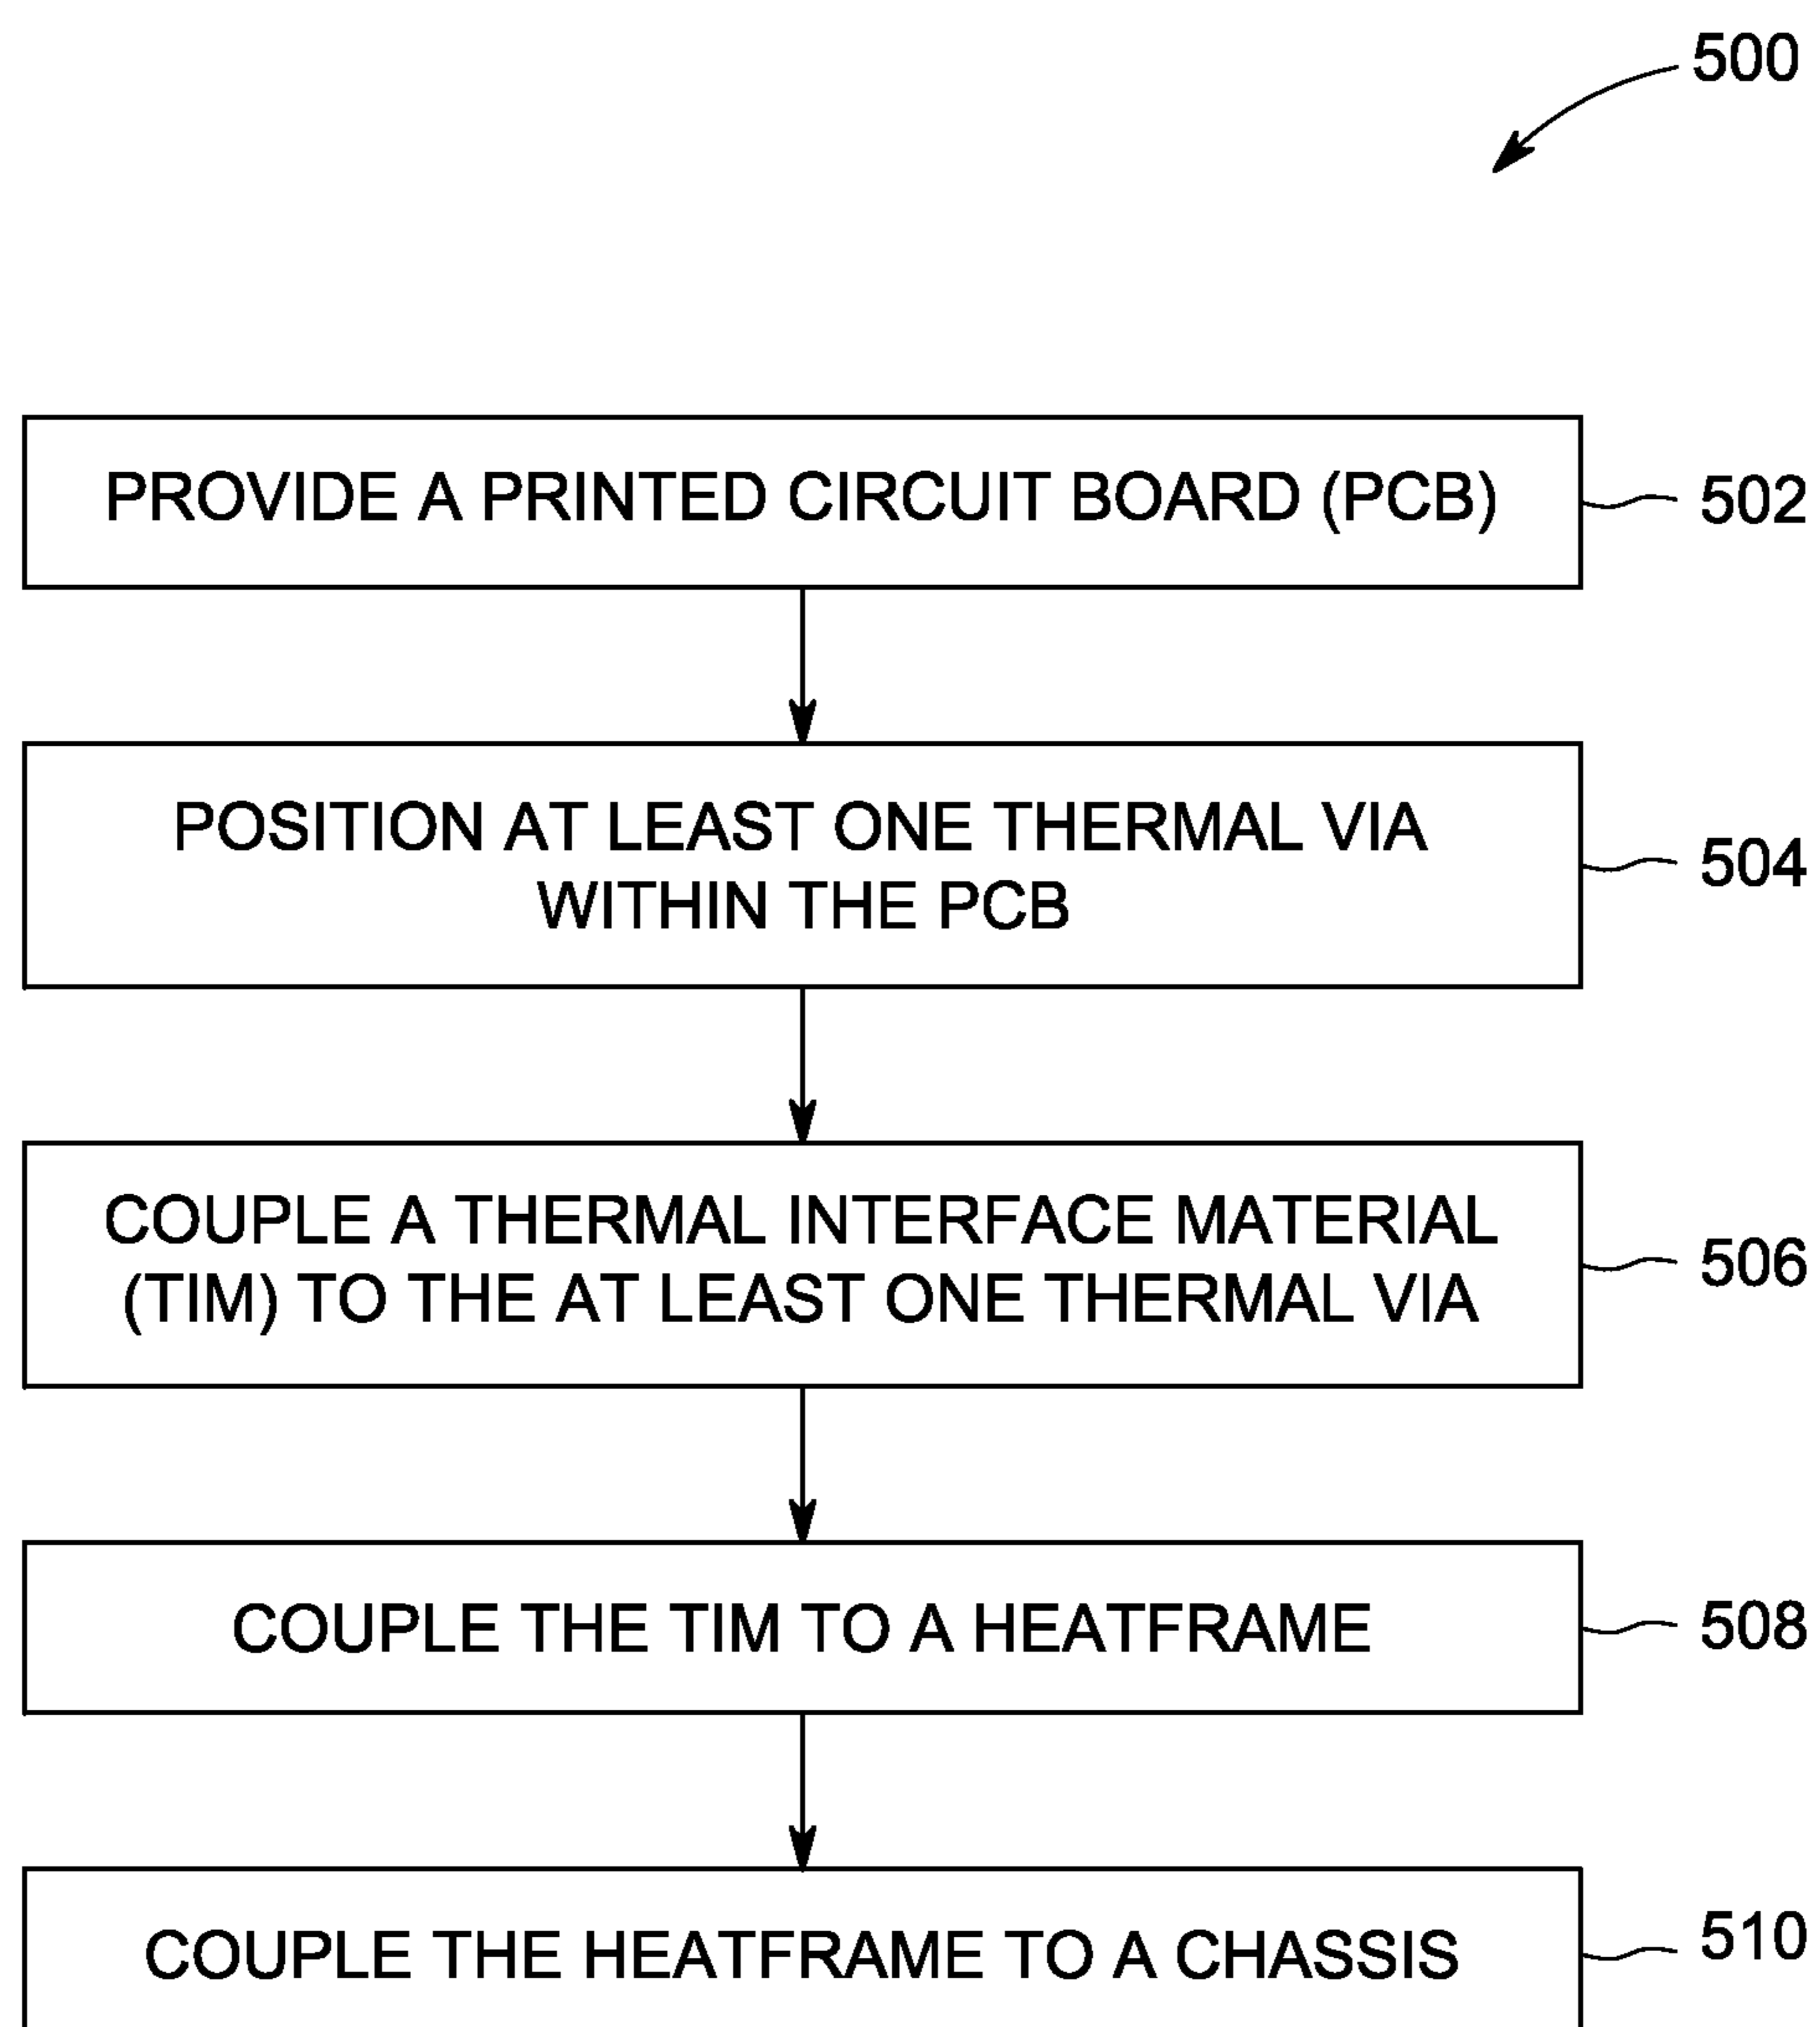 500
PROVIDE A PRINTED CIRCUIT BOARD (PCB)
502
POSITION AT LEAST ONE THERMAL VIA
WITHIN THE PCB
504
COUPLE A THERMAL INTERFACE MATERIAL
(TIM) TO THE AT LEAST ONE THERMAL VIA
506
COUPLE THE TIM TO A HEATFRAME
508
COUPLE THE HEATFRAME TO A CHASSIS
510